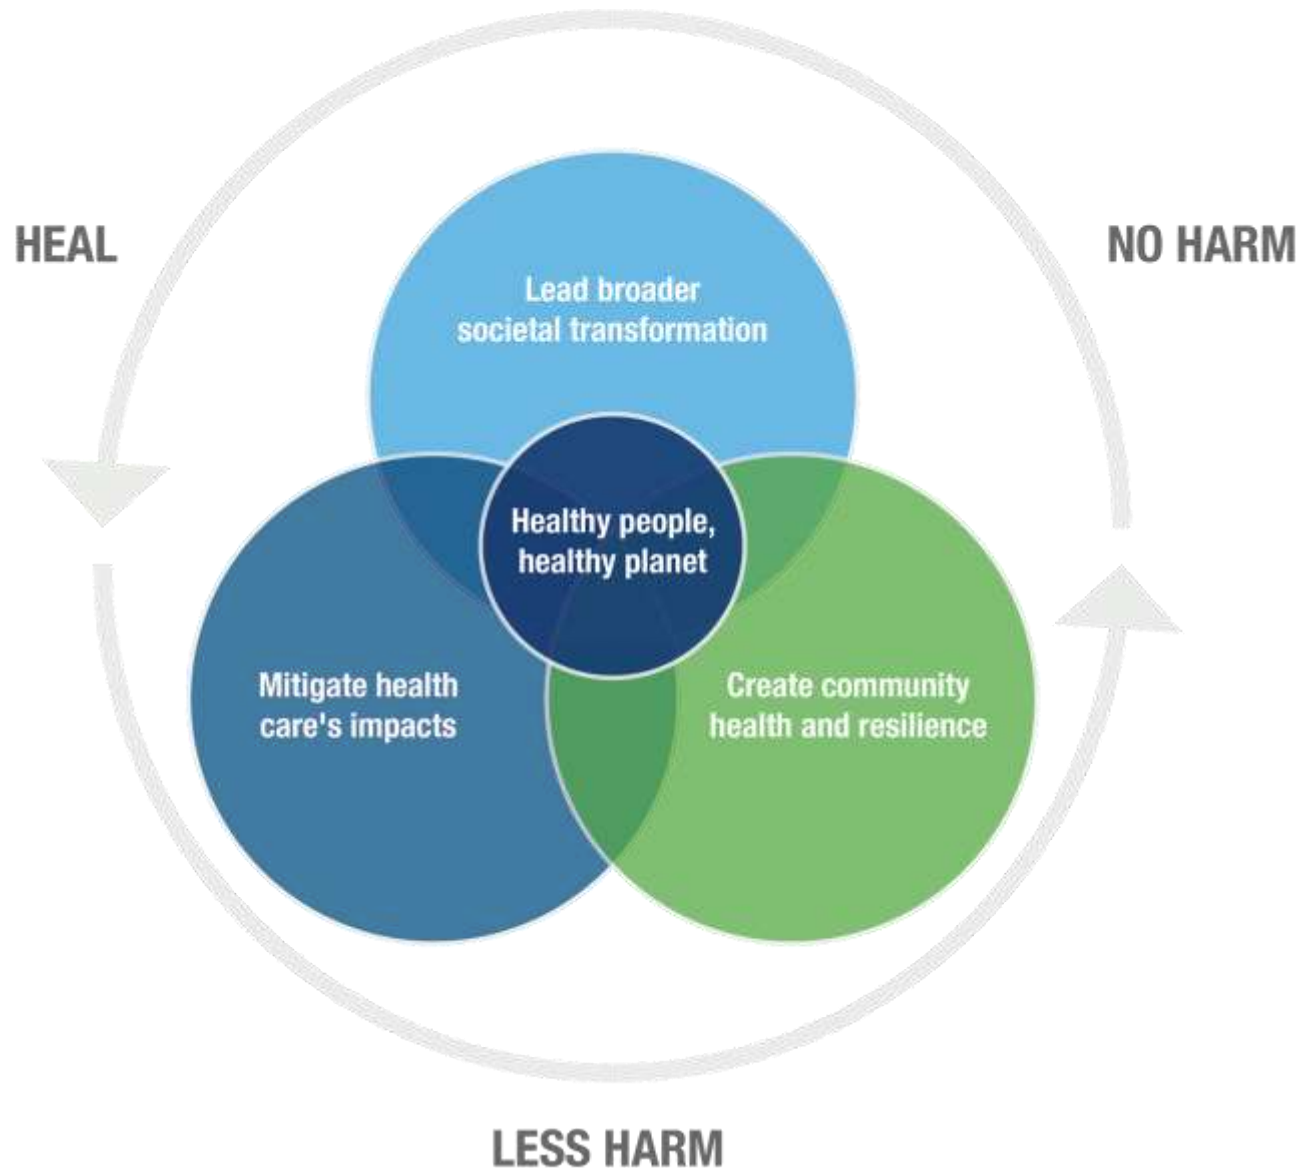 HEAL
NO HARM
Lead broader
societal transformation
Healthy people,
healthy planet
Mitigate health
care's impacts
Create community
health and resilience
LESS HARM